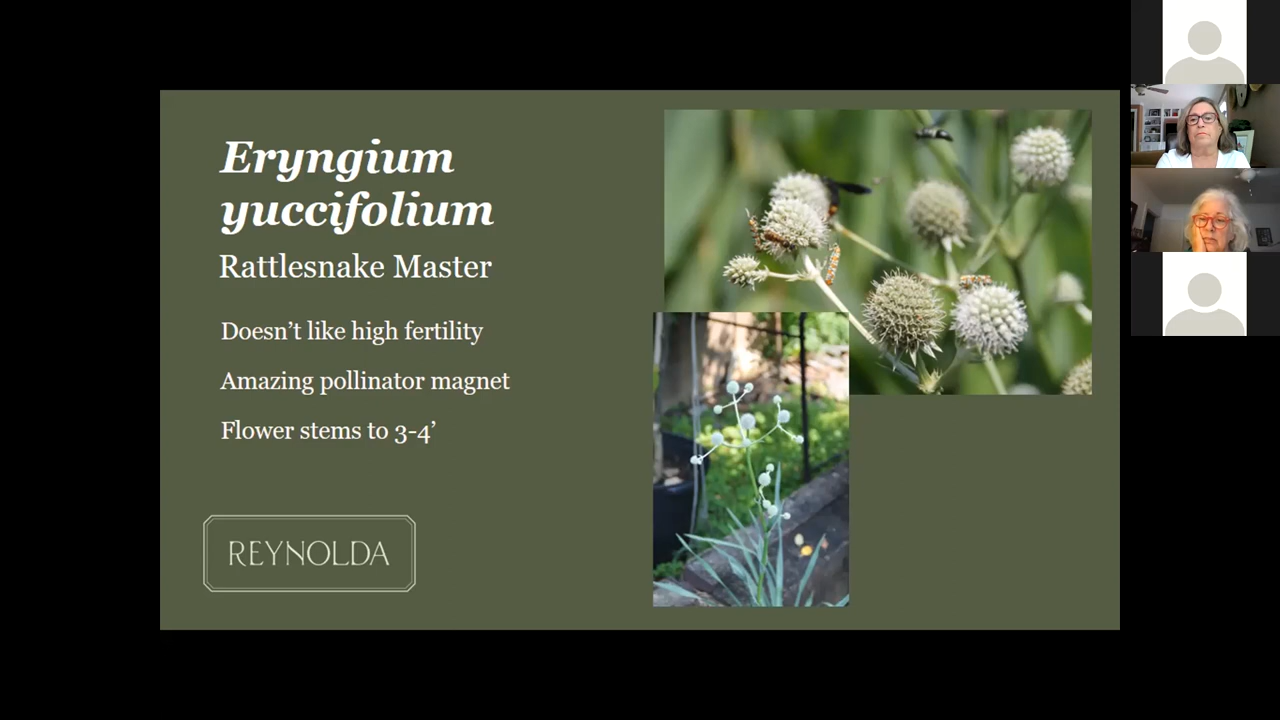 Eryngium
yuccifolium
Rattlesnake Master
Doesn’t like high fertility
Amazing pollinator magnet
Flower stems to 3-4’
REYNOLDA